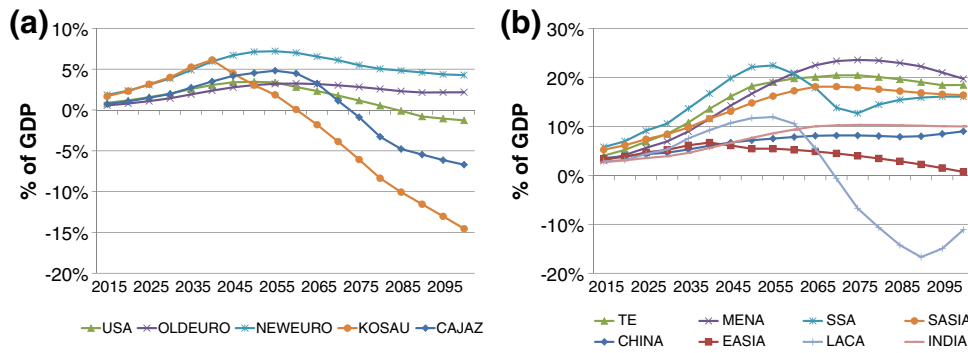 (a)
% of GDP
10%
5%
0%
-5%
-10%
-15%
-20%
2015 2025 2035 2045 2055 2065 2075 2085 2095
USA OLDEURO NEWEURO KOSAU CAJAZ
(b)
% of GDP
30%
20%
10%
0%
-10%
-20%
2015 2025 2035 2045 2055 2065 2075 2085 2095
TE MENA SSA SASIA
CHINA EASIA LACA INDIA